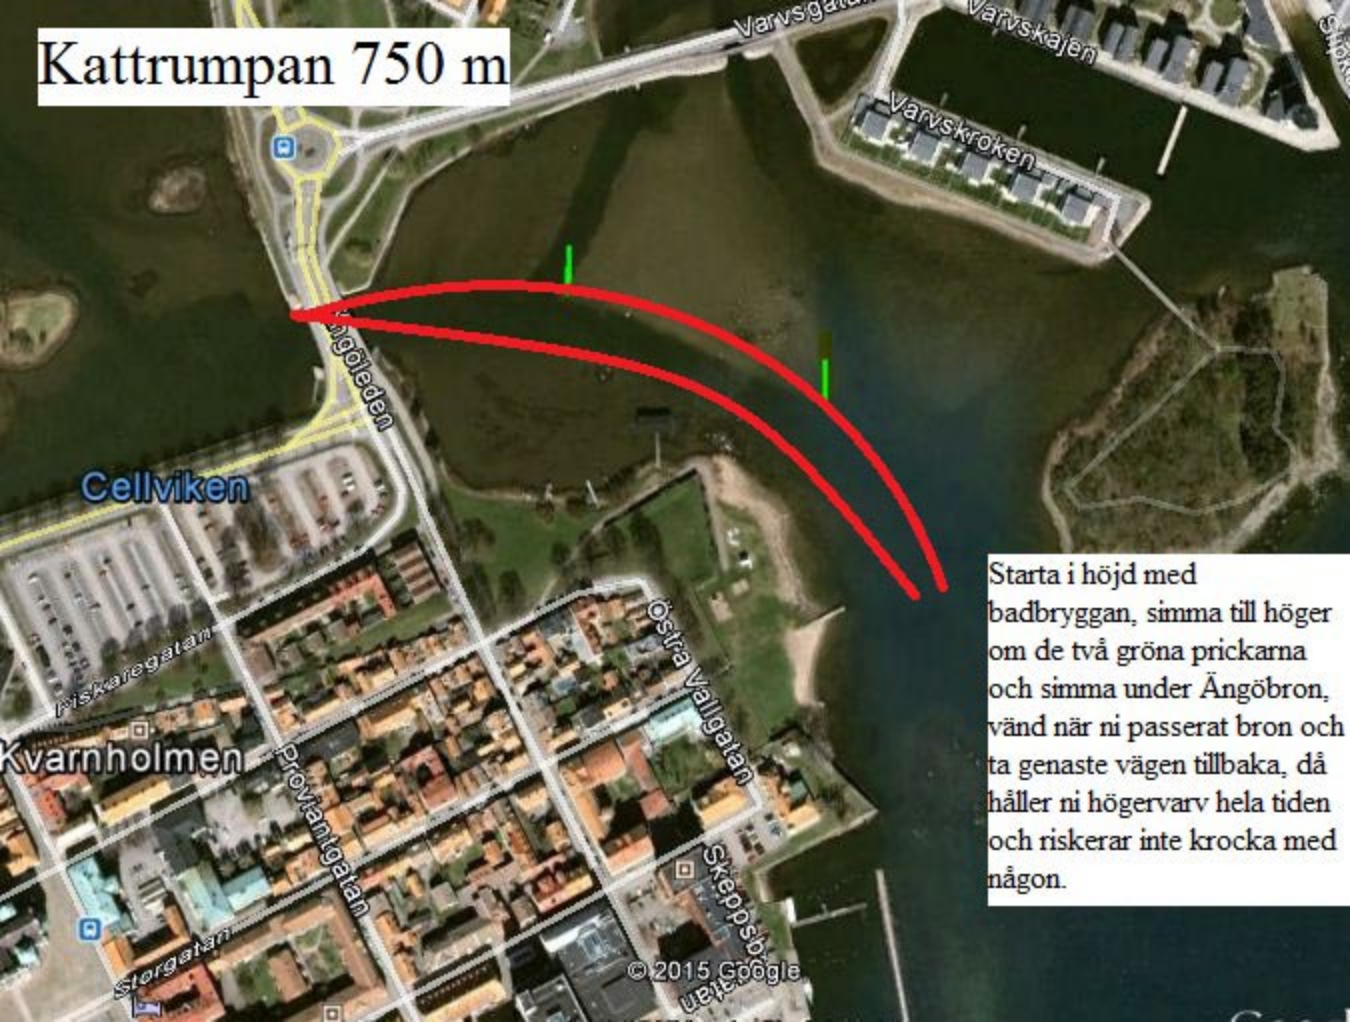 Kattrumpan 750 m
Varvsgatan
Varvskajen
Varvskroken
Cellviken
Starta i höjd med
badbryggan, simma till höger
om de två gröna prickarna
och simma under Ängöbron,
vänd när ni passerat bron och
ta genaste vägen tillbaka, då
håller ni högervarv hela tiden
och riskerar inte krocka med
någon.
Östra Vallgatan
Fiskaregatan
Kvarnholmen
Proviantgatan
Storgatan
© 2015 Google